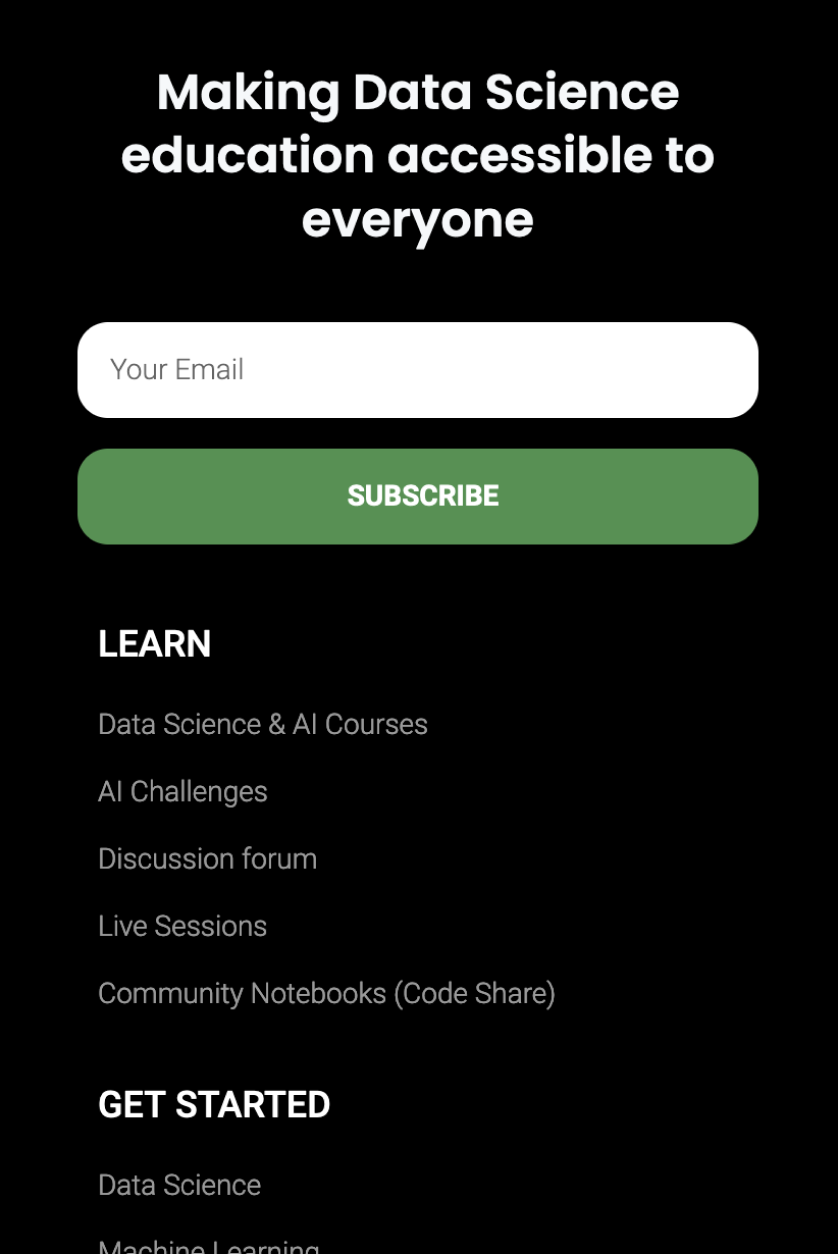 Making Data Science
education accessible to
everyone
Your Email
SUBSCRIBE
LEARN
Data Science & AI Courses
AI Challenges
Discussion forum
Live Sessions
Community Notebooks (Code Share)
GET STARTED
Data Science
Machine Learning